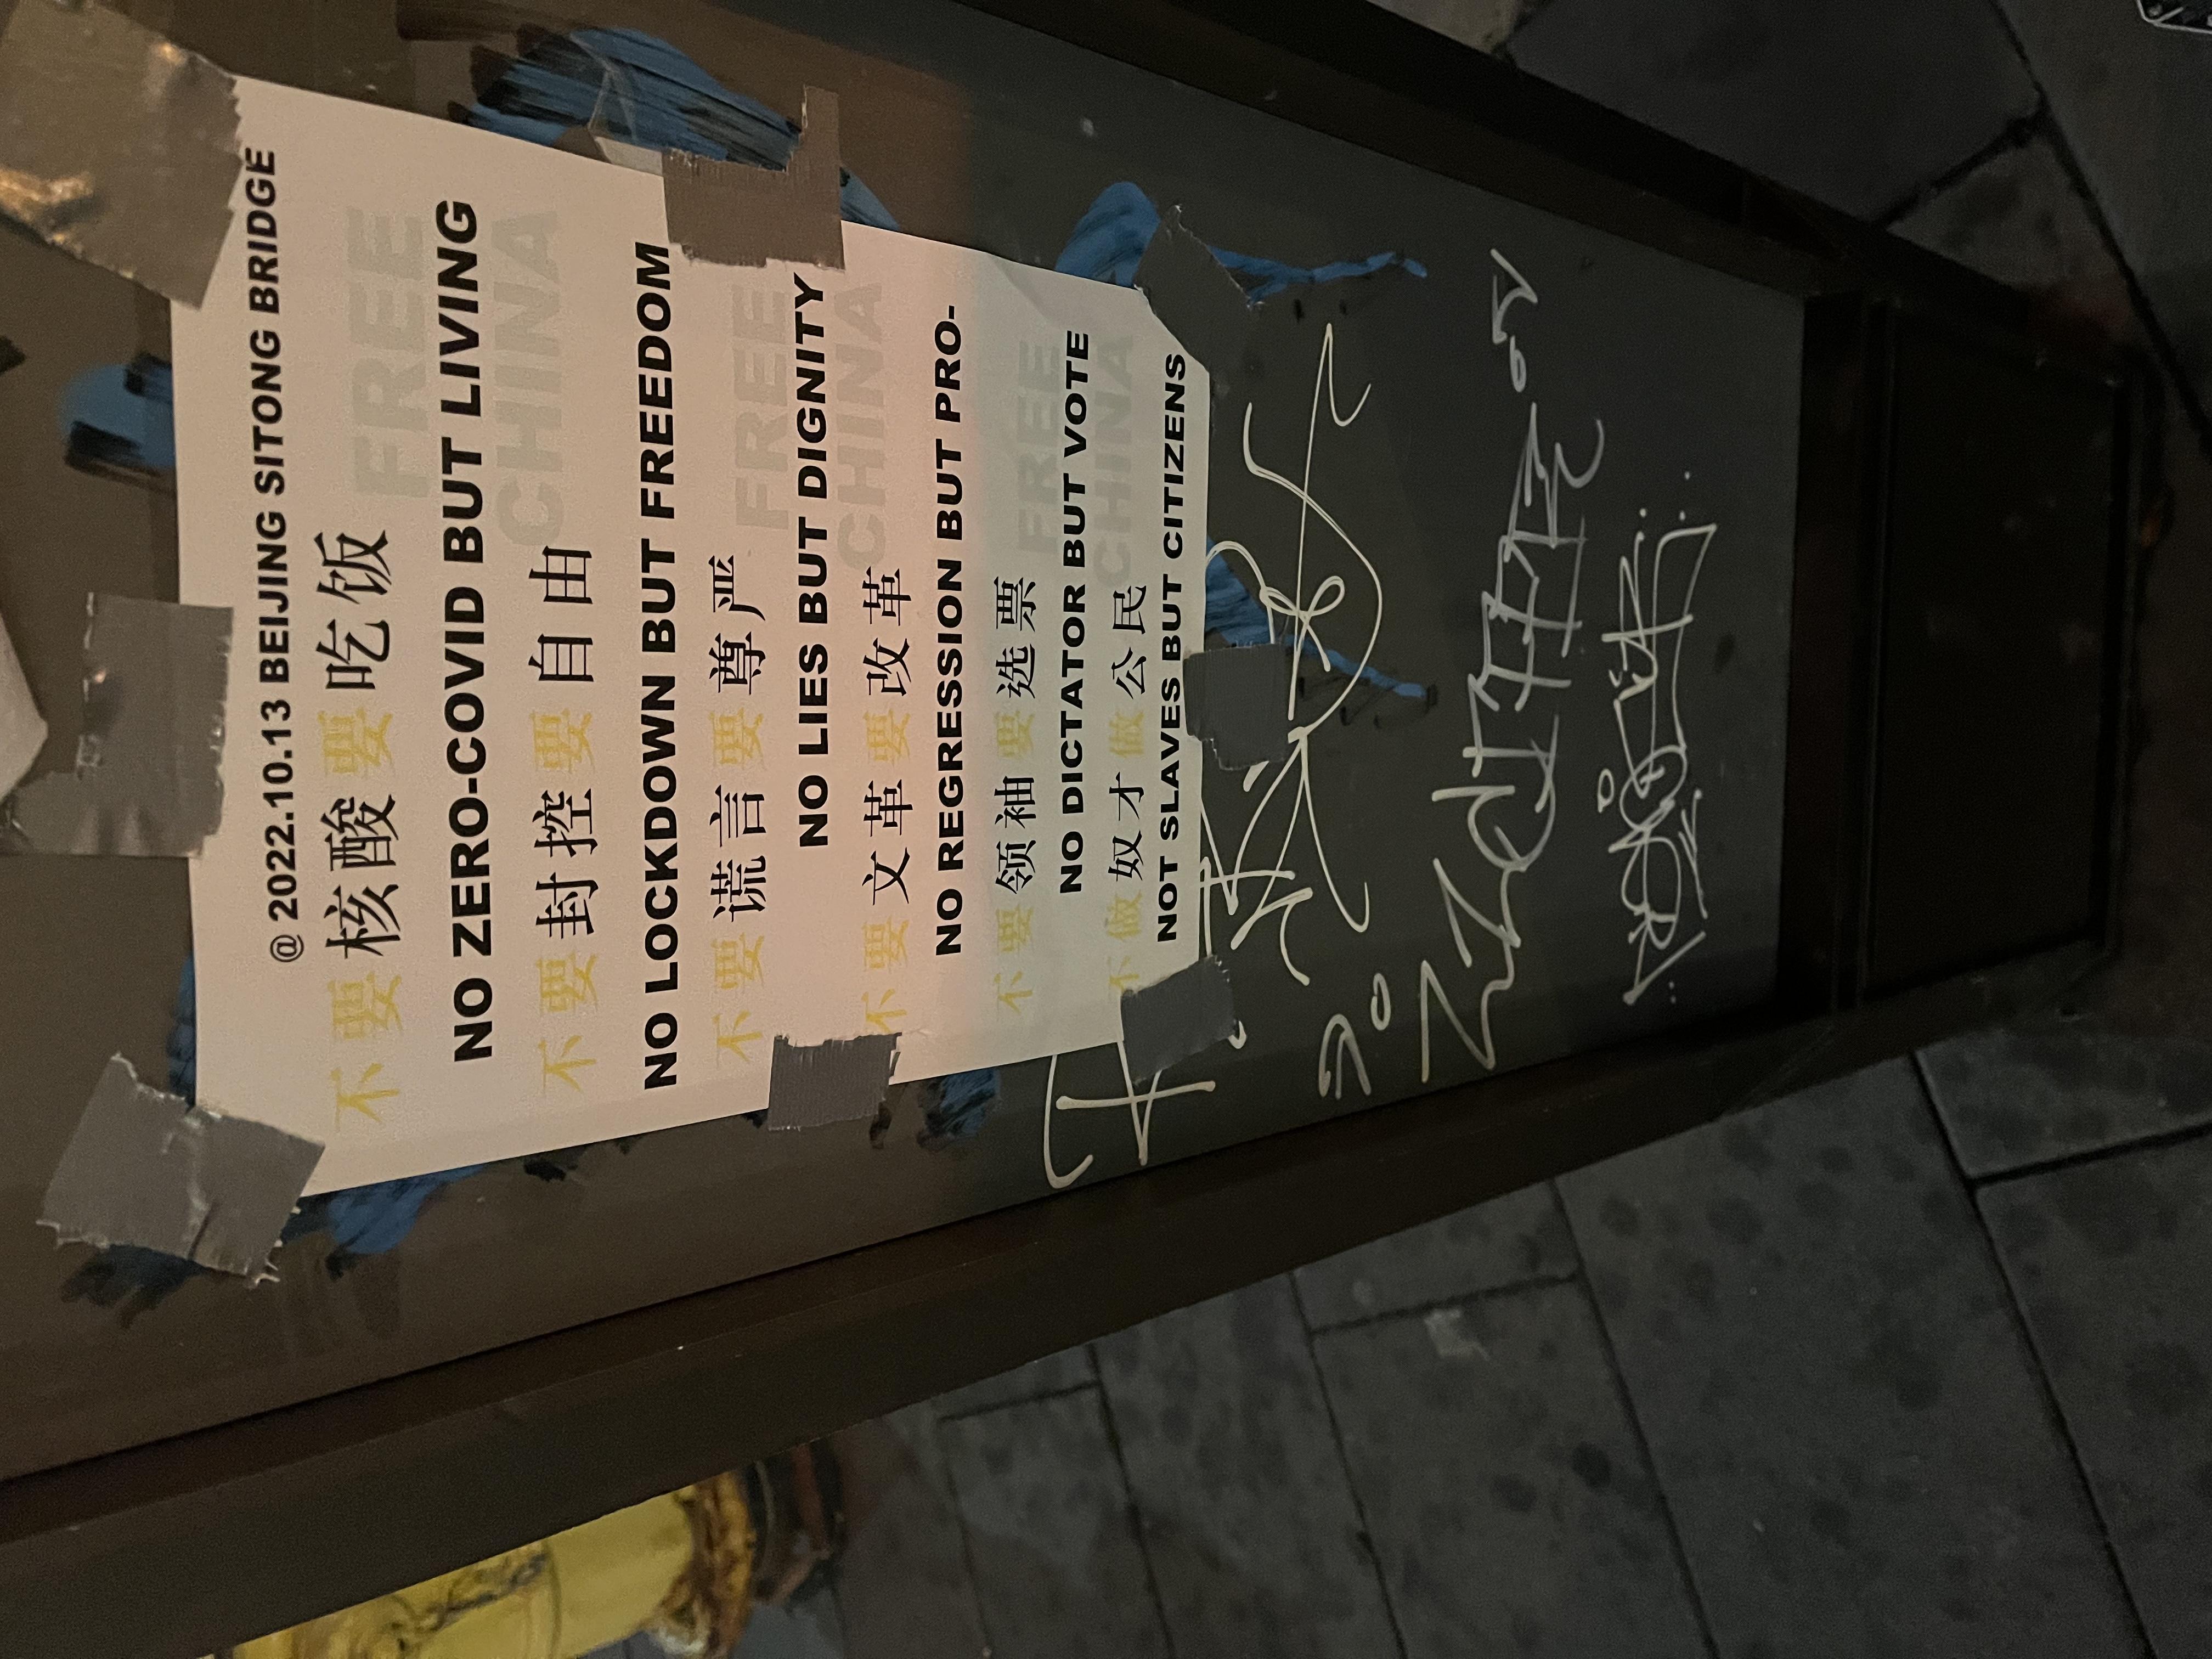 @ 2022.10.13 BEIJING SITONG BRIDGE
不要核酸要吃饭
FREE
NO ZERO-COVID BUT LIVING
CHINA
不要封控要自由
NO LOCKDOWN BUT FREEDOM
不要谎言要尊严
FREE
NO LIES BUT DIGNITY
CHINA
不要文革要改革
NO REGRESSION BUT PRO-
不要领袖要选票
FREE
NO DICTATOR BUT VOTE
CHINA
不做奴才做公民
NOT SLAVES BUT CITIZENS